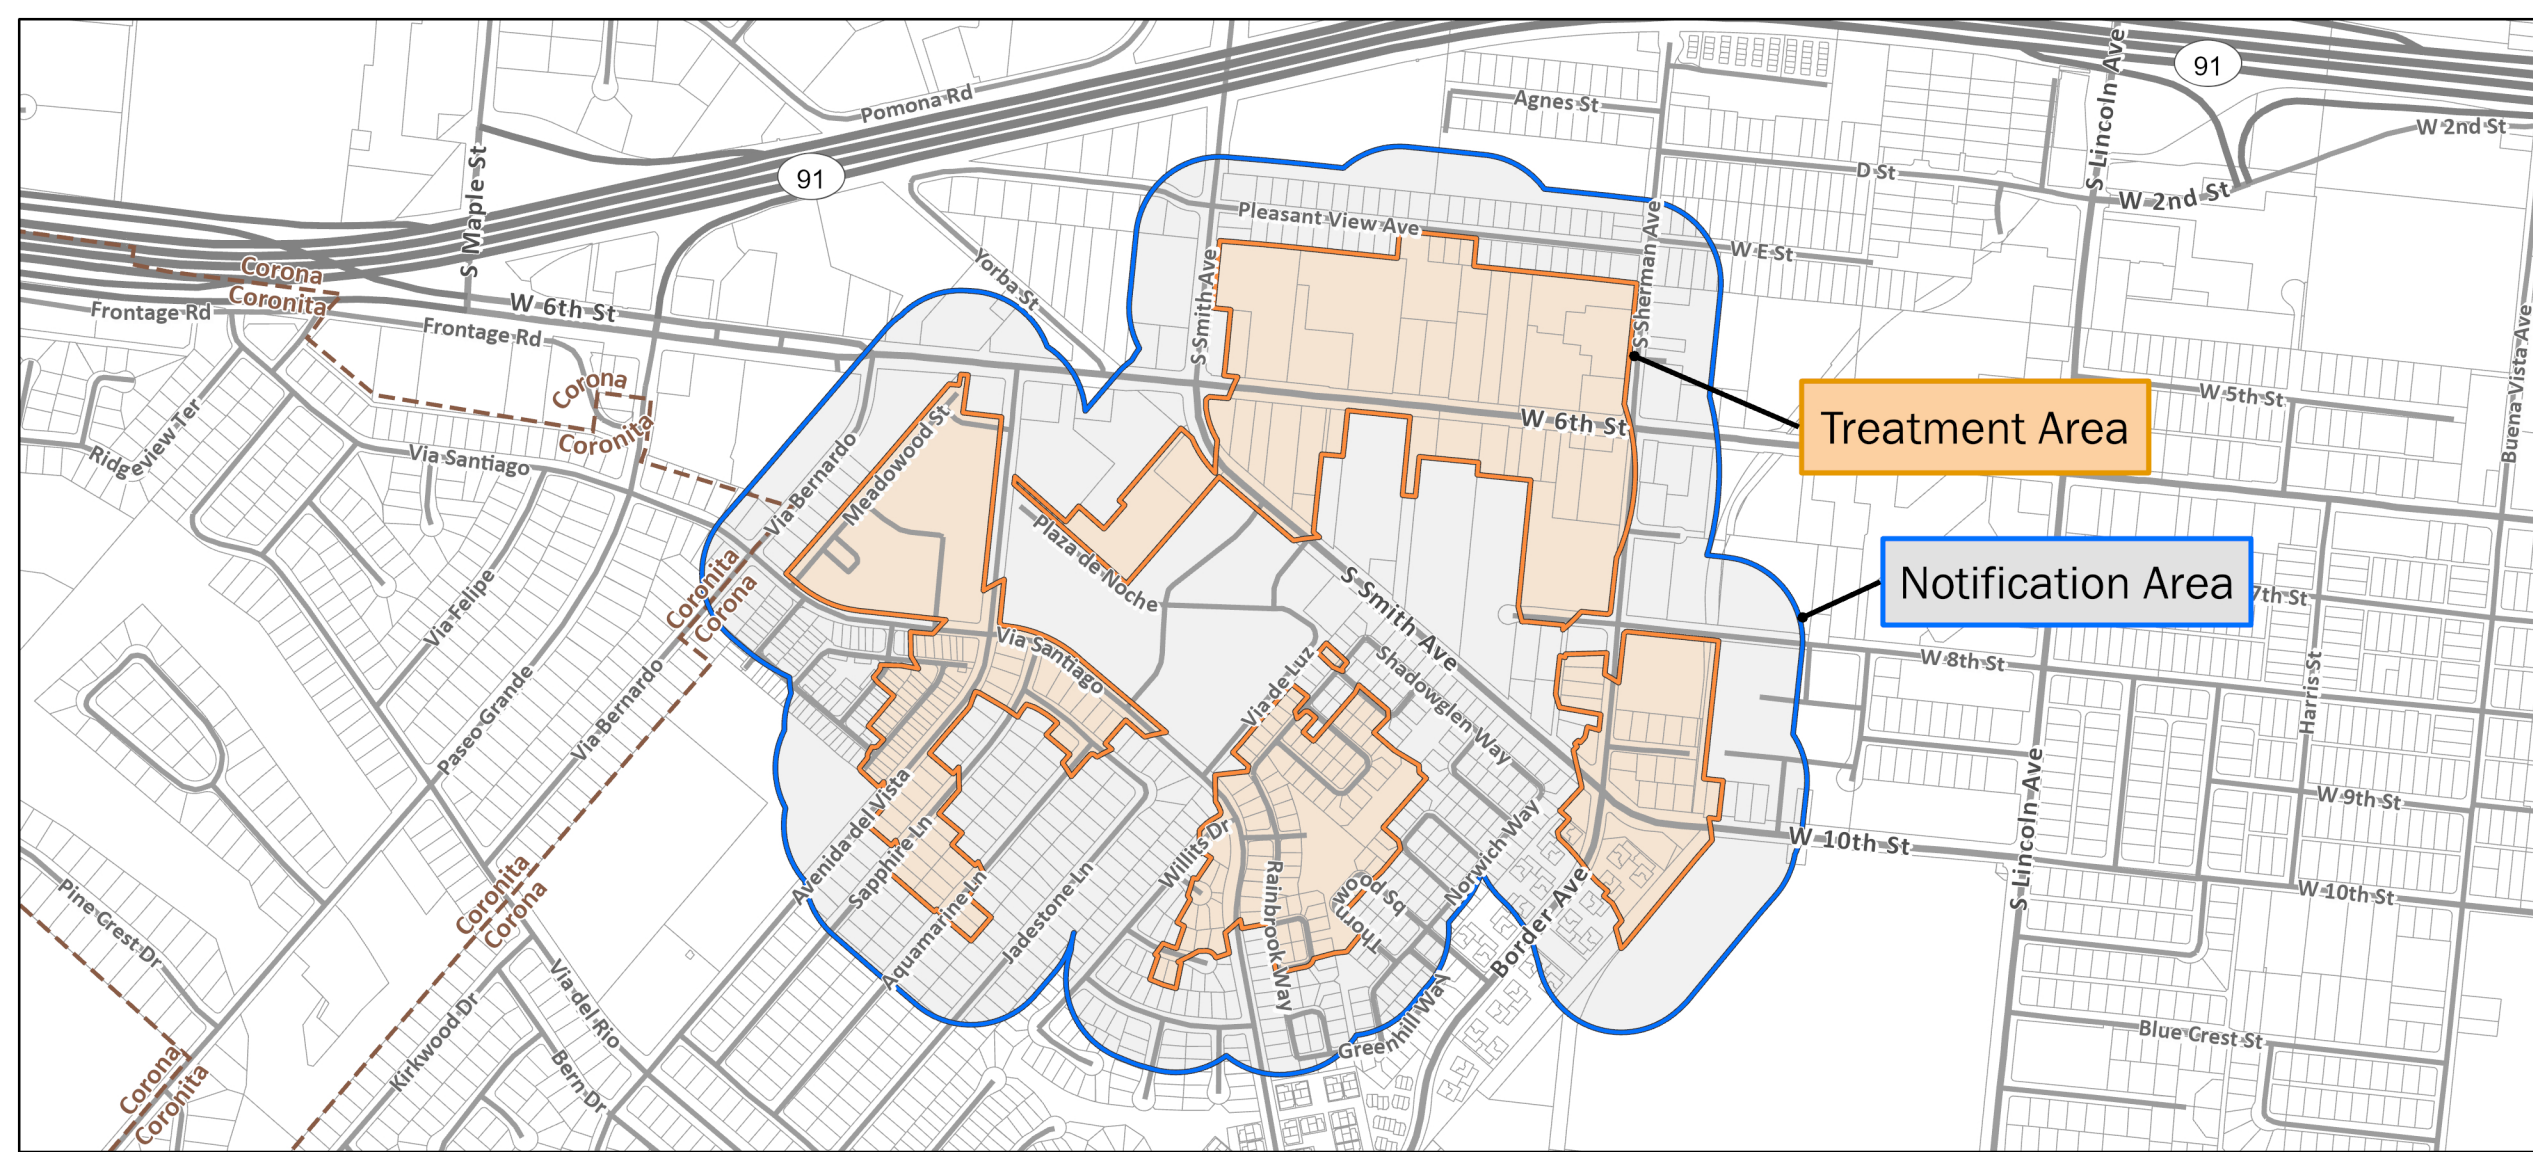 91
S Lincoln Ave
Pomona Rd
Agnes St
W 2nd St
91
S Maple St
D St
W 2nd St
Pleasant View Ave
S Sherman Ave
W E St
Corona
Coronita
Yorba St
Frontage Rd
W 6th St
Frontage Rd
S Smith Ave
Buena Vista Ave
Corona
Coronita
W 5th St
Treatment Area
W 6th St
Ridgeview Ter
Via Santiago
Via Bernardo
Meadowood St
Plaza de Noche
Notification Area
7th St
Coronita
Corona
Via Felipe
S Smith Ave
Via Santiago
Via de Luz
Shadowglen Way
W 8th St
Harris St
Paseo Grande
Via Bernardo
Avenida del Vista
Sapphire Ln
Willits Dr
Norwich Way
W 9th St
W 10th St
S Lincoln Ave
W 10th St
Pine Crest Dr
Coronita
Corona
Aquamarine Ln
Jadestone Ln
Rainbrook Way
Thorn
wood Sq
Border Ave
Via del Rio
Kirkwood Dr
Bern Dr
Greenhill Way
Blue Crest St
Corona
Coronita